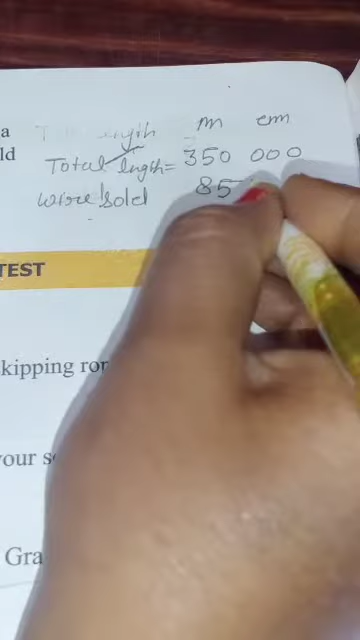 a
m cm
ld
Total length = 350 000
wire sold 85
TEST
kipping ro
your s
Gra